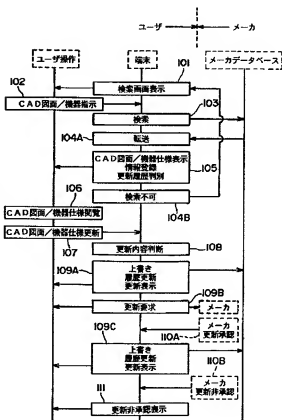 ユーザ メーカ
ユーザ操作 端末 メーカデータベース
101
検索画面表示
102
CAD図面/機器指示
103
検索
104A
転送
CAD図面/機器仕様表示
情報登録
更新履歴判別
105
106
検索不可
104B
CAD図面/機器仕様閲覧
CAD図面/機器仕様更新
107
更新内容判断
108
109A
上書き
履歴更新
更新表示
109B
更新要求
メーカ
110A
メーカ
更新承認
109C
上書き
履歴更新
更新表示
110B
メーカ
更新非承認
111
更新非承認表示